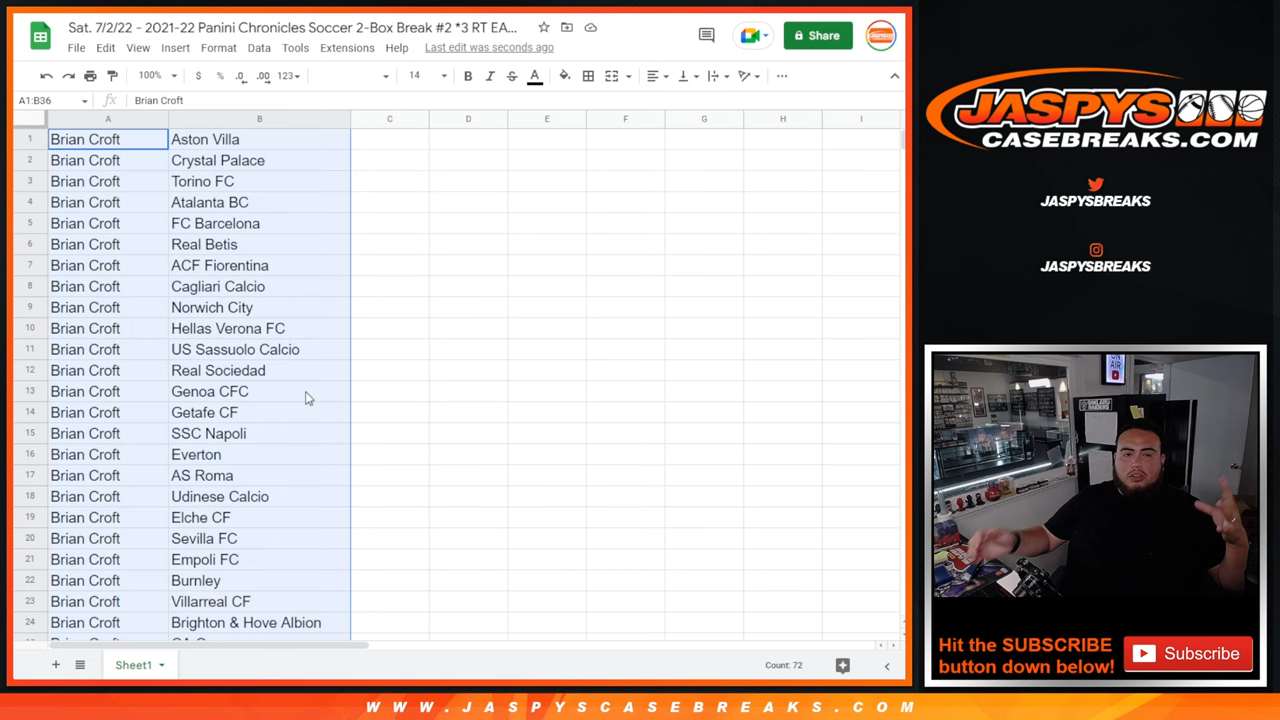 Sat. 7/2/22 - 2021-22 Panini Chronicles Soccer 2-Box Break #2 *3 RT EA...
File Edit View Insert Format Data Tools Extensions Help Last edit was seconds ago
Share
100% $ % .0 .00 123 14 B I S A
A1:B36 fx Brian Croft
A B C D E F G H I
1 Brian Croft Aston Villa
2 Brian Croft Crystal Palace
3 Brian Croft Torino FC
4 Brian Croft Atalanta BC
5 Brian Croft FC Barcelona
6 Brian Croft Real Betis
7 Brian Croft ACF Fiorentina
8 Brian Croft Cagliari Calcio
9 Brian Croft Norwich City
10 Brian Croft Hellas Verona FC
11 Brian Croft US Sassuolo Calcio
12 Brian Croft Real Sociedad
13 Brian Croft Genoa CFC
14 Brian Croft Getafe CF
15 Brian Croft SSC Napoli
16 Brian Croft Everton
17 Brian Croft AS Roma
18 Brian Croft Udinese Calcio
19 Brian Croft Elche CF
20 Brian Croft Sevilla FC
21 Brian Croft Empoli FC
22 Brian Croft Burnley
23 Brian Croft Villarreal CF
24 Brian Croft Brighton & Hove Albion
Sheet1
Count: 72
JASPYS
CASEBREAKS.COM
JASPYSBREAKS
JASPYSBREAKS
ON AIR
Hit the SUBSCRIBE
button down below!
Subscribe
WWW.JASPYSCASEBREAKS.COM